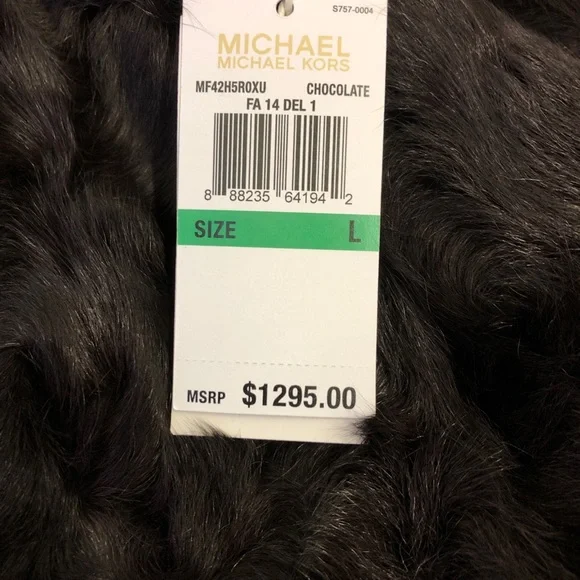 S757-0004
MICHAEL
MICHAEL KORS
MF42H5R0XU CHOCOLATE
FA 14 DEL 1
8 88235 64194 2
SIZE L
MSRP $1295.00